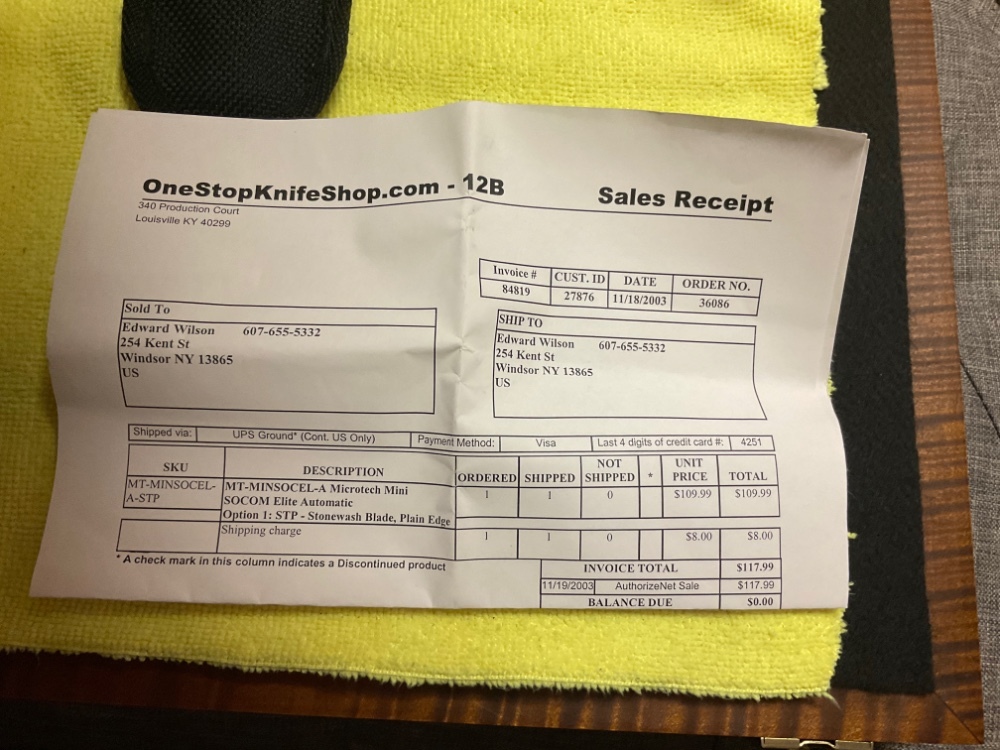 OneStopKnifeShop.com - 12B
Sales Receipt
340 Production Court
Louisville KY 40299
Invoice # CUST. ID DATE ORDER NO.
84819 27876 11/18/2003 36086
Sold To
Edward Wilson 607-655-5332
254 Kent St
Windsor NY 13865
US
SHIP TO
Edward Wilson 607-655-5332
254 Kent St
Windsor NY 13865
US
Shipped via: UPS Ground* (Cont. US Only) Payment Method: Visa Last 4 digits of credit card #: 4251
SKU DESCRIPTION ORDERED SHIPPED NOT SHIPPED * UNIT PRICE TOTAL
MT-MINSOCEL-A-STP MT-MINSOCEL-A Microtech Mini 1 1 0 $109.99 $109.99
SOCOM Elite Automatic
Option 1: STP - Stonewash Blade, Plain Edge
Shipping charge 1 1 0 $8.00 $8.00
* A check mark in this column indicates a Discontinued product
INVOICE TOTAL $117.99
11/19/2003 AuthorizeNet Sale $117.99
BALANCE DUE $0.00